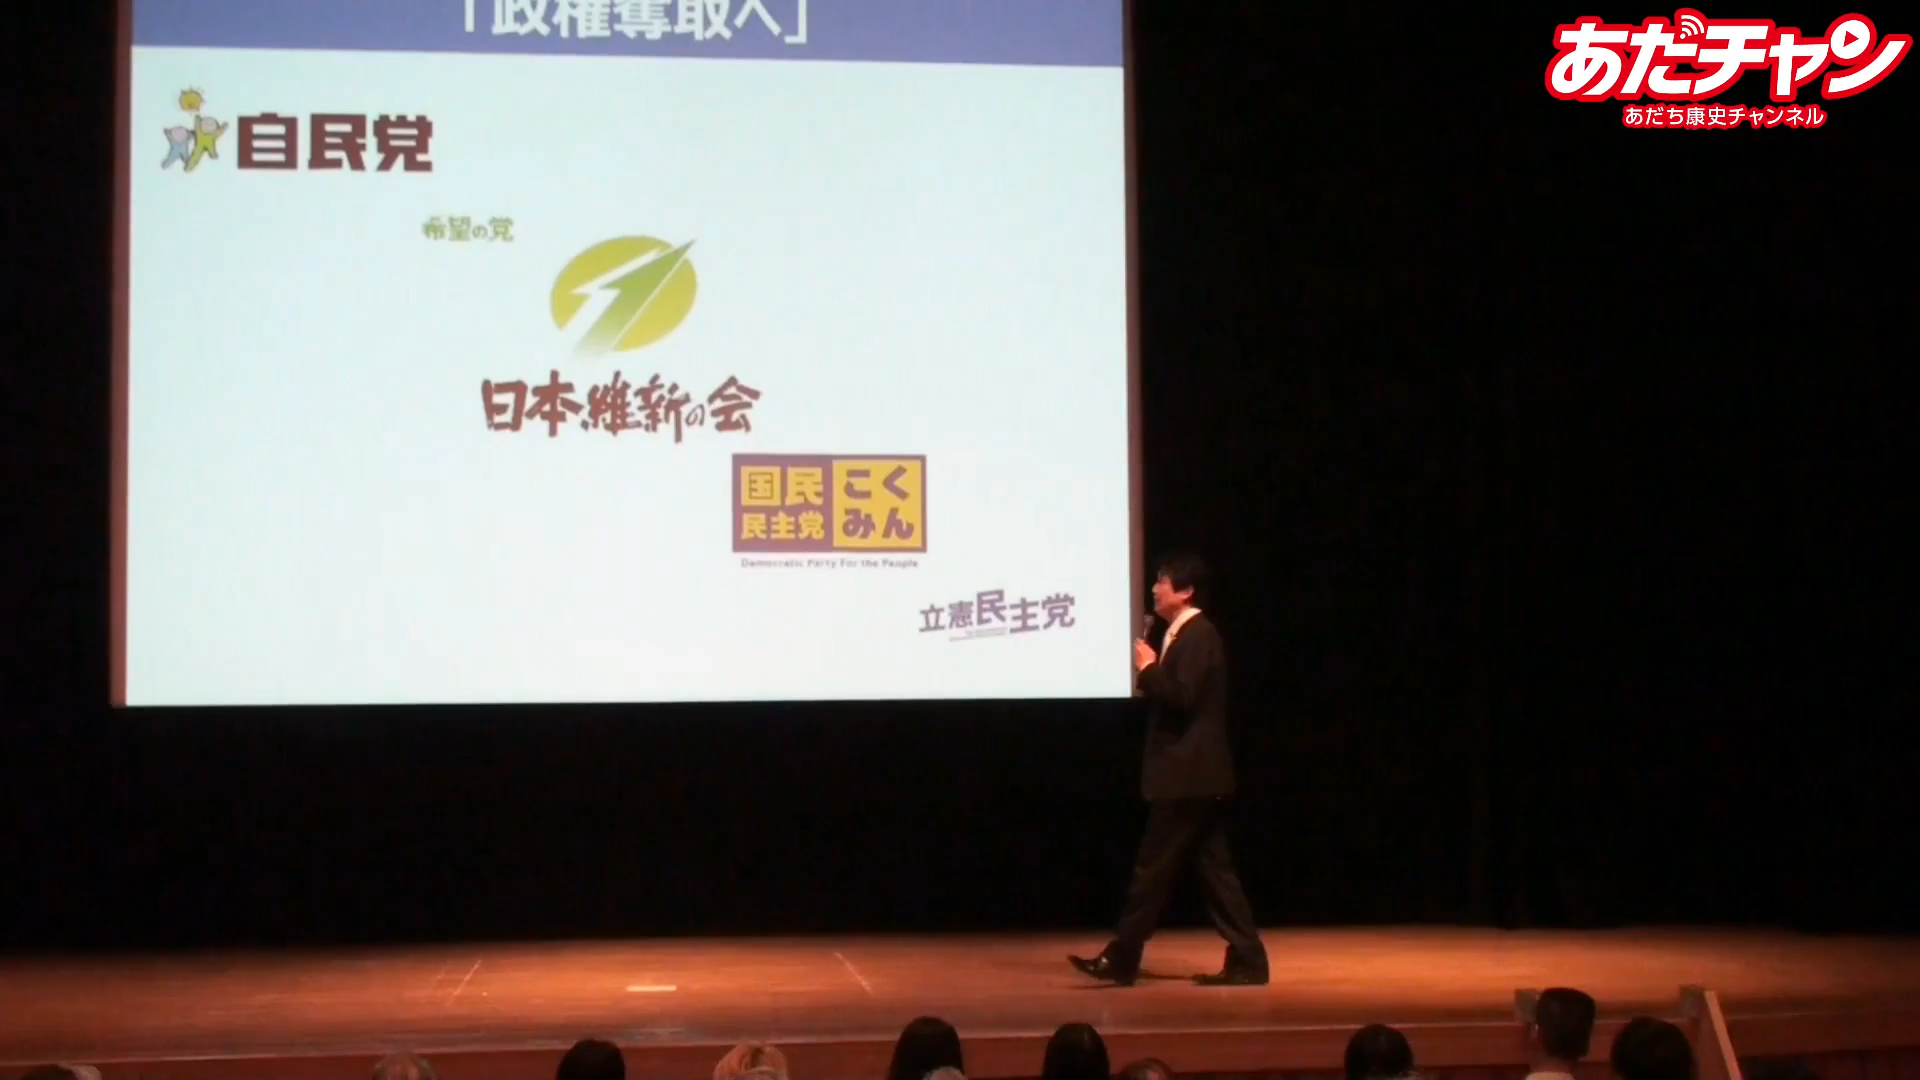 「政権奪取へ」
あだチャン
あだち康史チャンネル
自民党
希望の党
日本維新の会
国民 こく
民主党 みん
Democratic Party For the People
立憲民主党